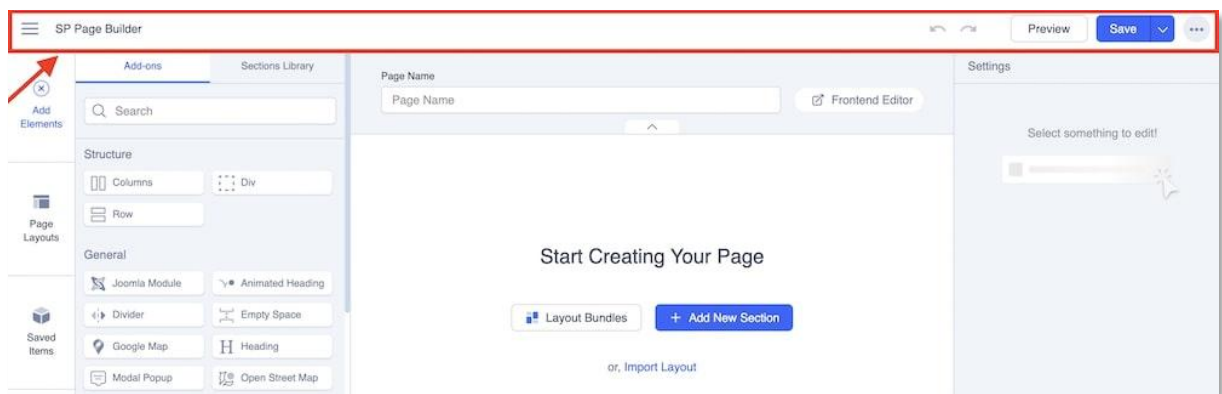 SP Page Builder
Preview
Save
Add Elements
Page Layouts
Saved Items
Add-ons
Sections Library
Search
Structure
Columns
Div
Row
General
Joomla Module
Animated Heading
Divider
Empty Space
Google Map
Heading
Modal Popup
Open Street Map
Page Name
Page Name
Frontend Editor
Start Creating Your Page
Layout Bundles
+ Add New Section
or, Import Layout
Settings
Select something to edit!